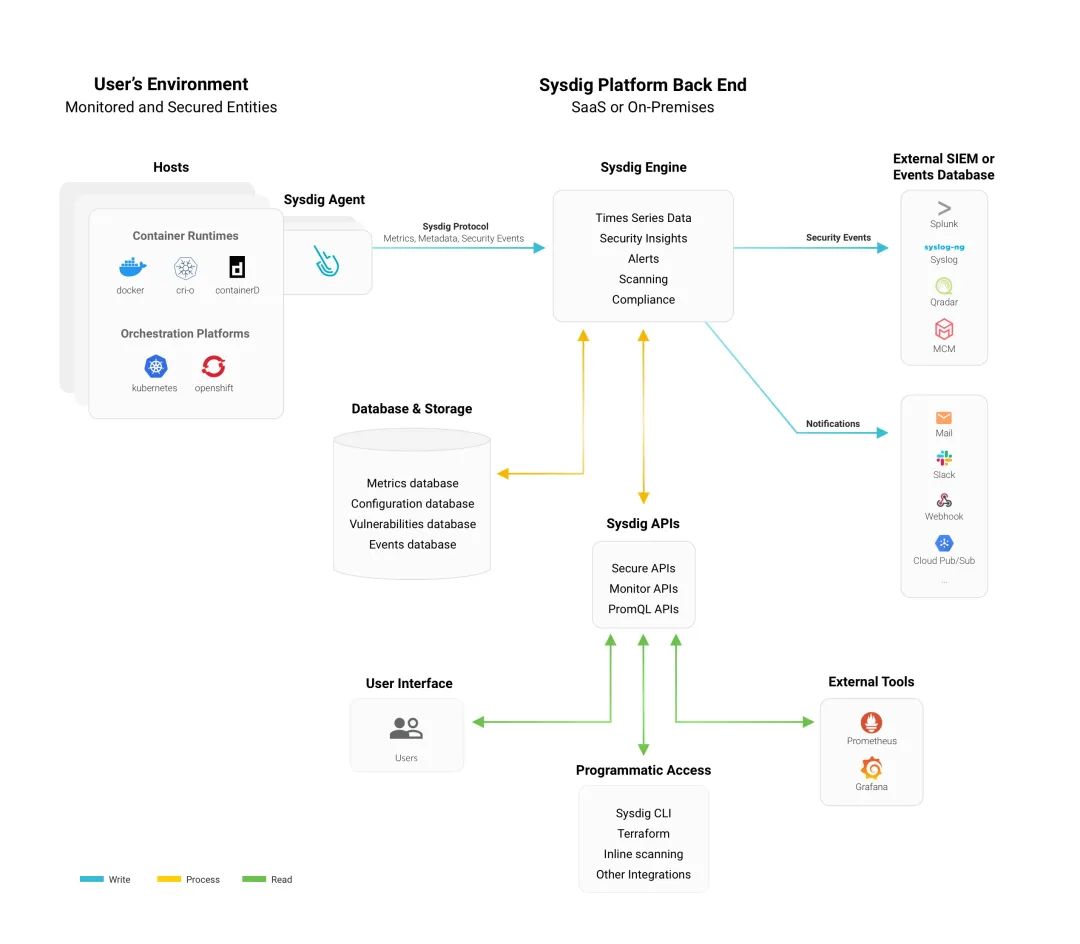 User's Environment
Monitored and Secured Entities
Sysdig Platform Back End
SaaS or On-Premises
Hosts
Container Runtimes
docker
cri-o
containerD
Orchestration Platforms
kubernetes
openshift
Sysdig Agent
Sysdig Protocol
Metrics, Metadata, Security Events
Sysdig Engine
Times Series Data
Security Insights
Alerts
Scanning
Compliance
Security Events
External SIEM or
Events Database
Splunk
syslog-ng
Syslog
Qradar
MCM
Notifications
Mail
Slack
Webhook
Cloud Pub/Sub
...
Database & Storage
Metrics database
Configuration database
Vulnerabilities database
Events database
Sysdig APIs
Secure APIs
Monitor APIs
PromQL APIs
User Interface
Users
Programmatic Access
Sysdig CLI
Terraform
Inline scanning
Other Integrations
External Tools
Prometheus
Grafana
Write
Process
Read